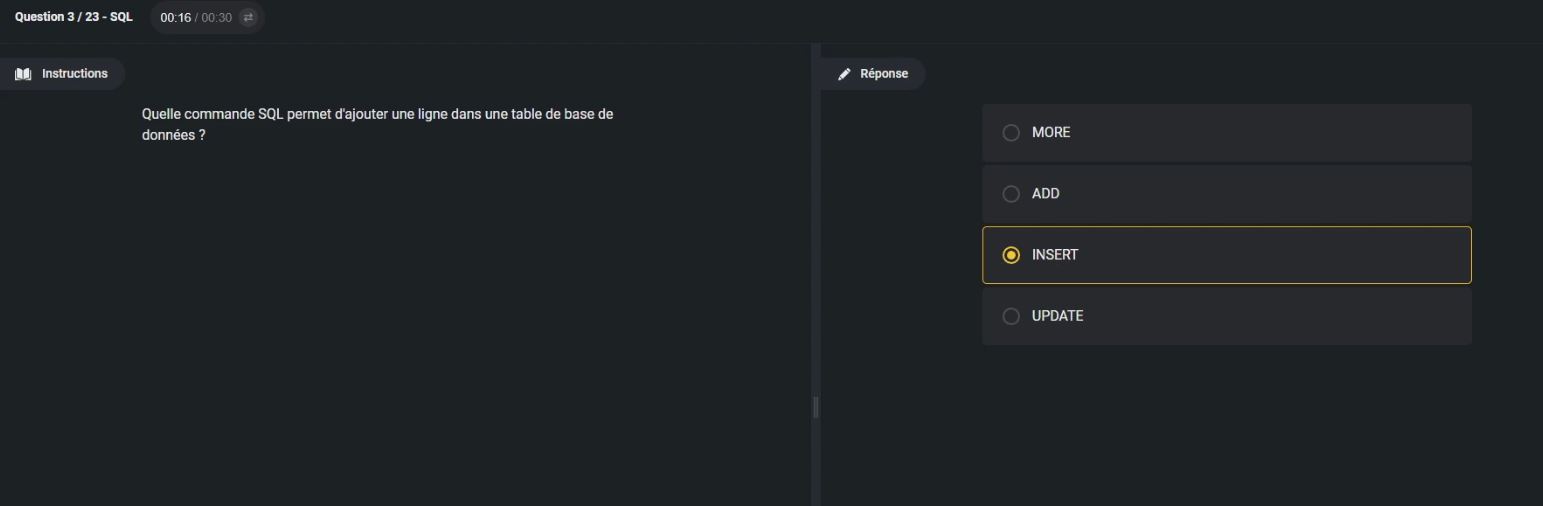 Question 3 / 23 - SQL 00:16 / 00:30
Instructions
Quelle commande SQL permet d'ajouter une ligne dans une table de base de
données ?
Réponse
MORE
ADD
INSERT
UPDATE